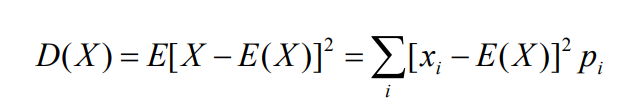 D(X) = E[X − E(X)]² = ∑ᵢ[xᵢ − E(X)]² pᵢ